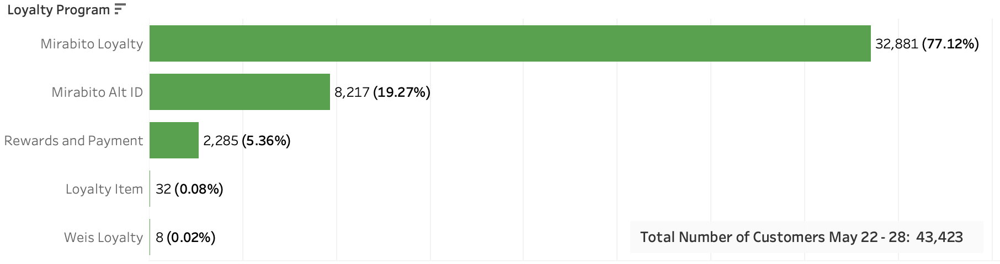 Loyalty Program
Mirabito Loyalty 32,881 (77.12%)
Mirabito Alt ID 8,217 (19.27%)
Rewards and Payment 2,285 (5.36%)
Loyalty Item 32 (0.08%)
Weis Loyalty 8 (0.02%)
Total Number of Customers May 22 - 28: 43,423